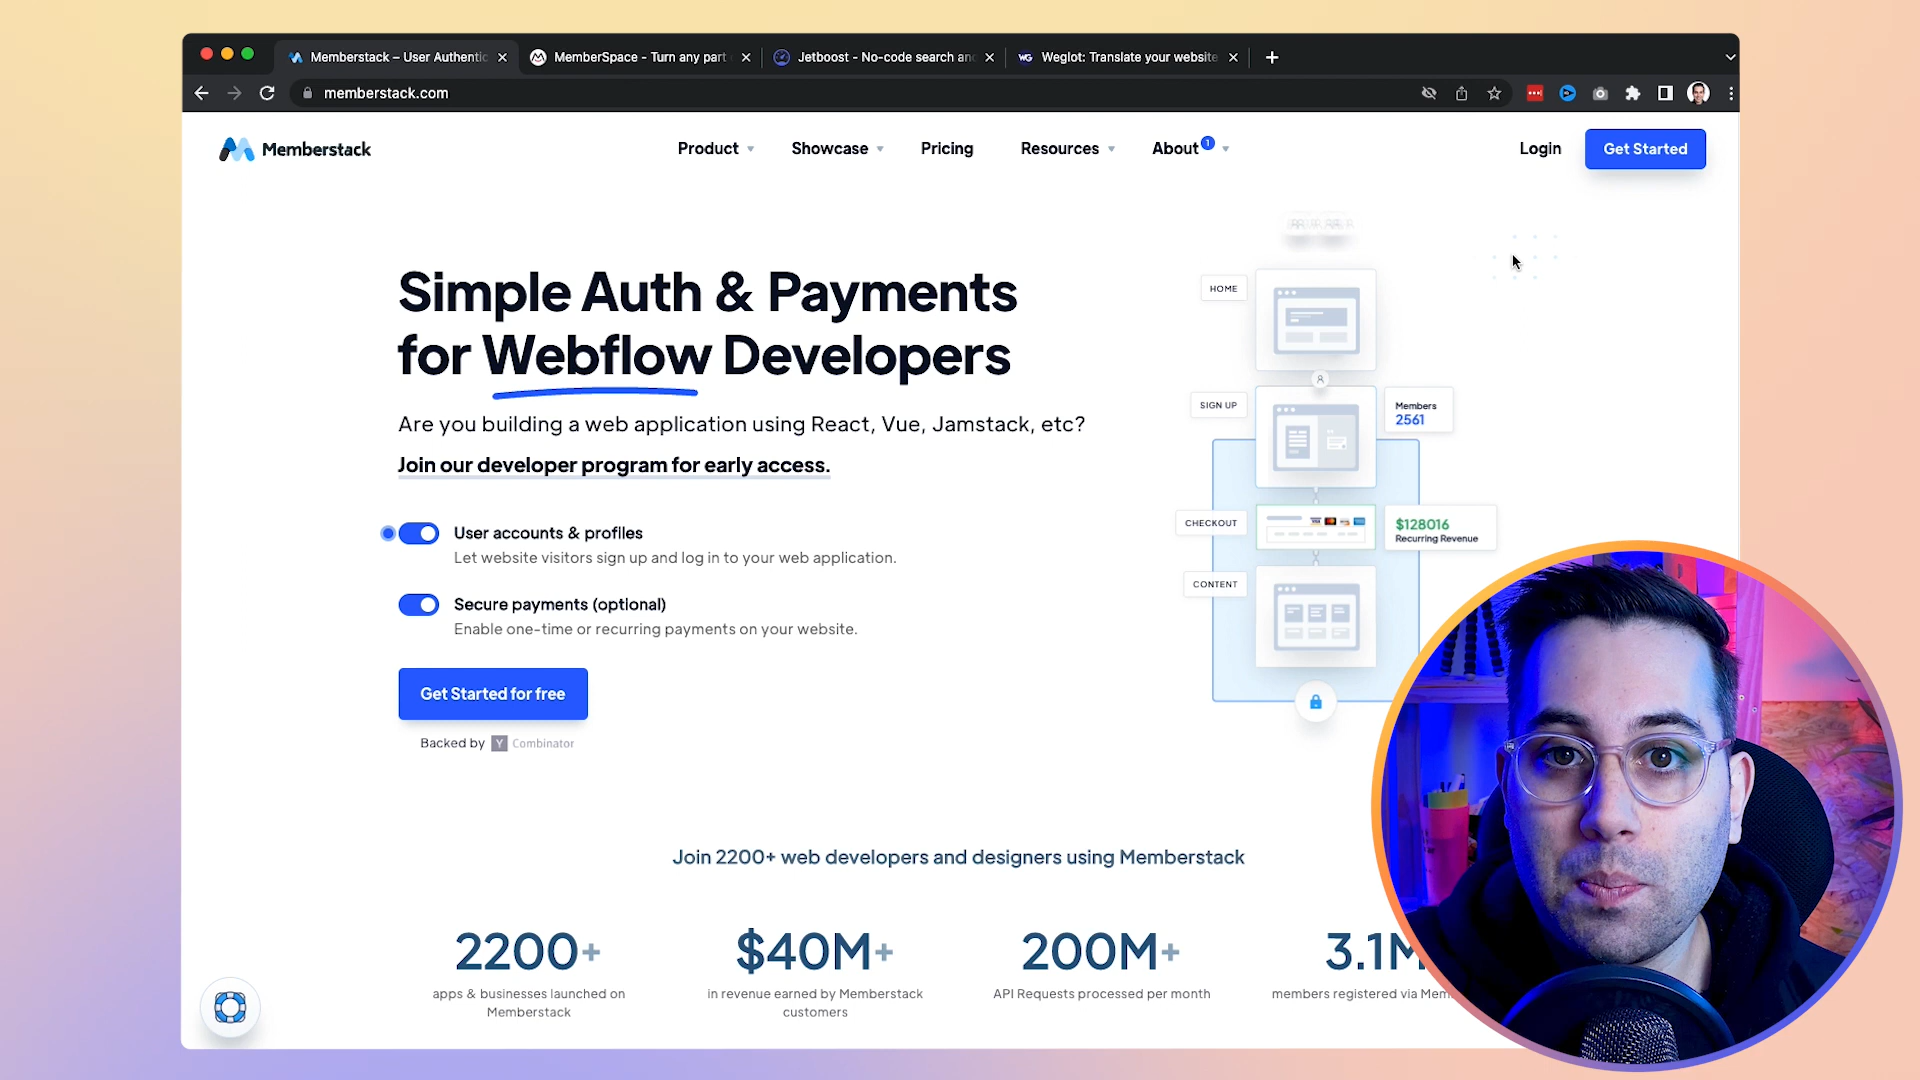 Memberstack – User Authentic
MemberSpace - Turn any part
Jetboost - No-code search and
WG
Weglot: Translate your website
memberstack.com
Memberstack
Product
Showcase
Pricing
Resources
About 1
Login
Get Started
Simple Auth & Payments
for Webflow Developers
Are you building a web application using React, Vue, Jamstack, etc?
Join our developer program for early access.
User accounts & profiles
Let website visitors sign up and log in to your web application.
Secure payments (optional)
Enable one-time or recurring payments on your website.
Get Started for free
Backed by Y Combinator
HOME
SIGN UP
Members
2561
CHECKOUT
VISA
$128016
Recurring Revenue
CONTENT
Join 2200+ web developers and designers using Memberstack
2200+
apps & businesses launched on
Memberstack
$40M+
in revenue earned by Memberstack
customers
200M+
API Requests processed per month
3.1M
members registered via Mem